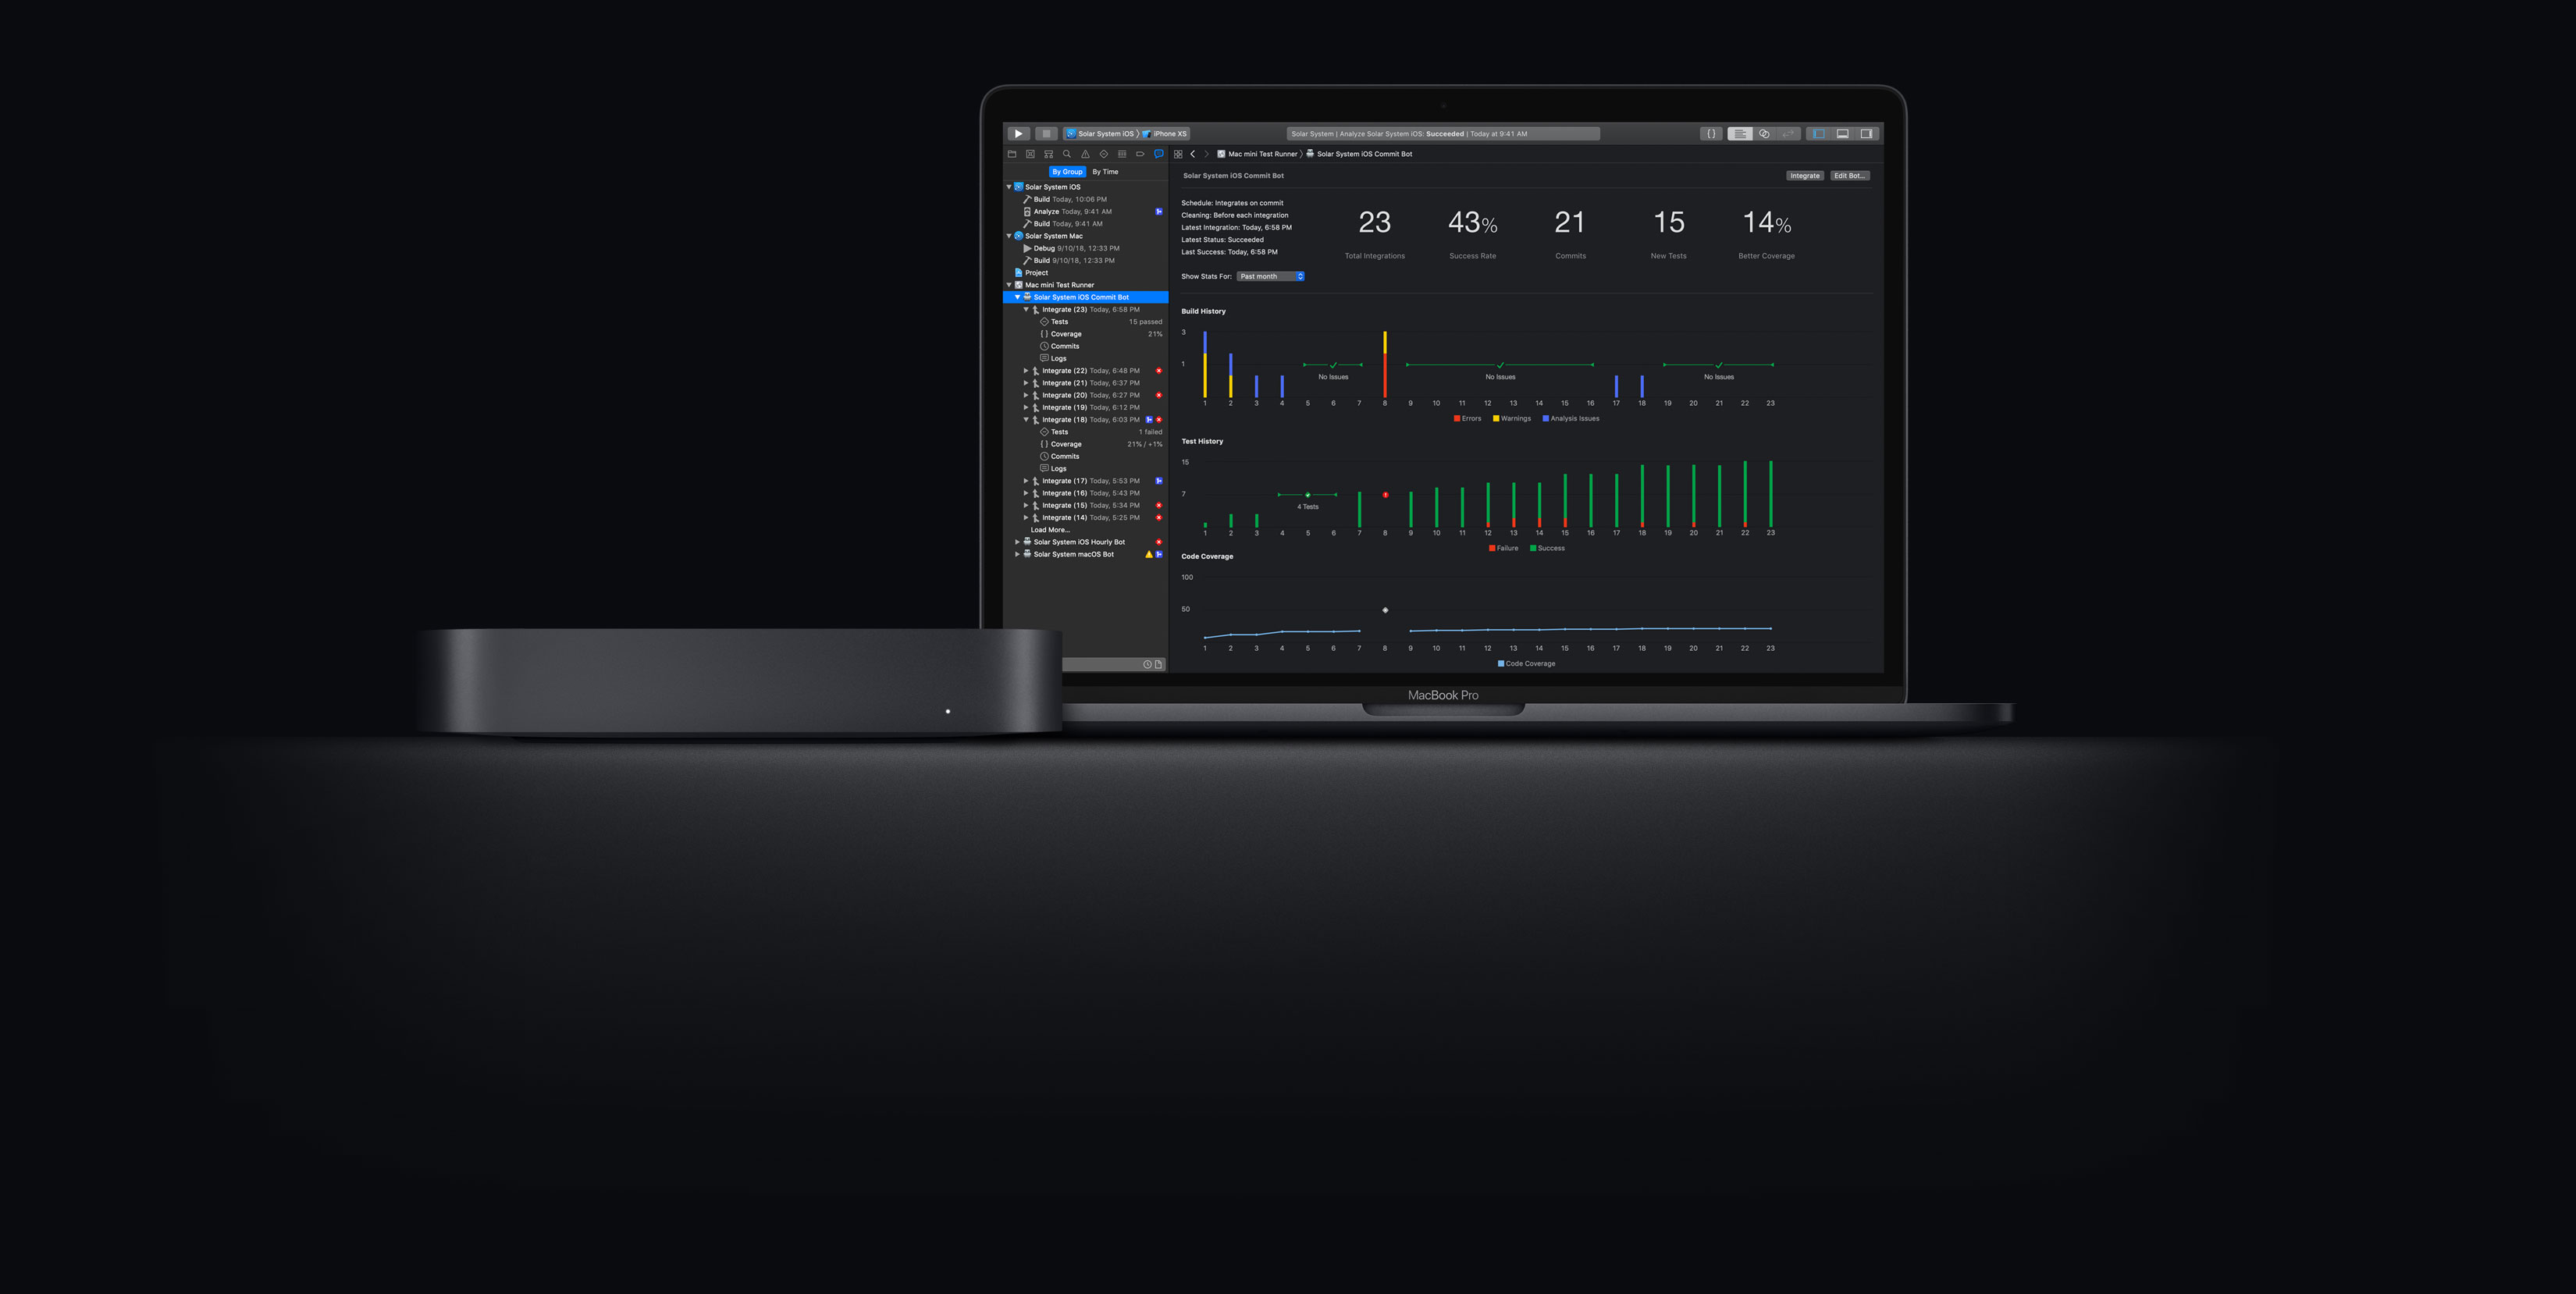 Solar System iOS 〉 iPhone XS
Solar System | Analyze Solar System iOS: Succeeded | Today at 9:41 AM
{ }
By Group By Time
Solar System iOS
Build Today, 10:06 PM
Analyze Today, 9:41 AM
Build Today, 9:41 AM
Solar System Mac
Debug 9/10/18, 12:33 PM
Build 9/10/18, 12:33 PM
Project
Mac mini Test Runner
Solar System iOS Commit Bot
Integrate (23) Today, 6:58 PM
Tests 15 passed
{ } Coverage 21%
Commits
Logs
Integrate (22) Today, 6:48 PM
Integrate (21) Today, 6:37 PM
Integrate (20) Today, 6:27 PM
Integrate (19) Today, 6:12 PM
Integrate (18) Today, 6:03 PM
Tests 1 failed
{ } Coverage 21% / +1%
Commits
Logs
Integrate (17) Today, 5:53 PM
Integrate (16) Today, 5:43 PM
Integrate (15) Today, 5:34 PM
Integrate (14) Today, 5:25 PM
Load More...
Solar System iOS Hourly Bot
Solar System macOS Bot
Mac mini Test Runner 〉 Solar System iOS Commit Bot
Solar System iOS Commit Bot
Integrate Edit Bot...
Schedule: Integrates on commit
Cleaning: Before each integration
Latest Integration: Today, 6:58 PM
Latest Status: Succeeded
Last Success: Today, 6:58 PM
23 43% 21 15 14%
Total Integrations Success Rate Commits New Tests Better Coverage
Show Stats For: Past month
Build History
3
1
No Issues No Issues No Issues
1 2 3 4 5 6 7 8 9 10 11 12 13 14 15 16 17 18 19 20 21 22 23
Errors Warnings Analysis Issues
Test History
15
7
4 Tests
1 2 3 4 5 6 7 8 9 10 11 12 13 14 15 16 17 18 19 20 21 22 23
Failure Success
Code Coverage
100
50
1 2 3 4 5 6 7 8 9 10 11 12 13 14 15 16 17 18 19 20 21 22 23
Code Coverage
MacBook Pro